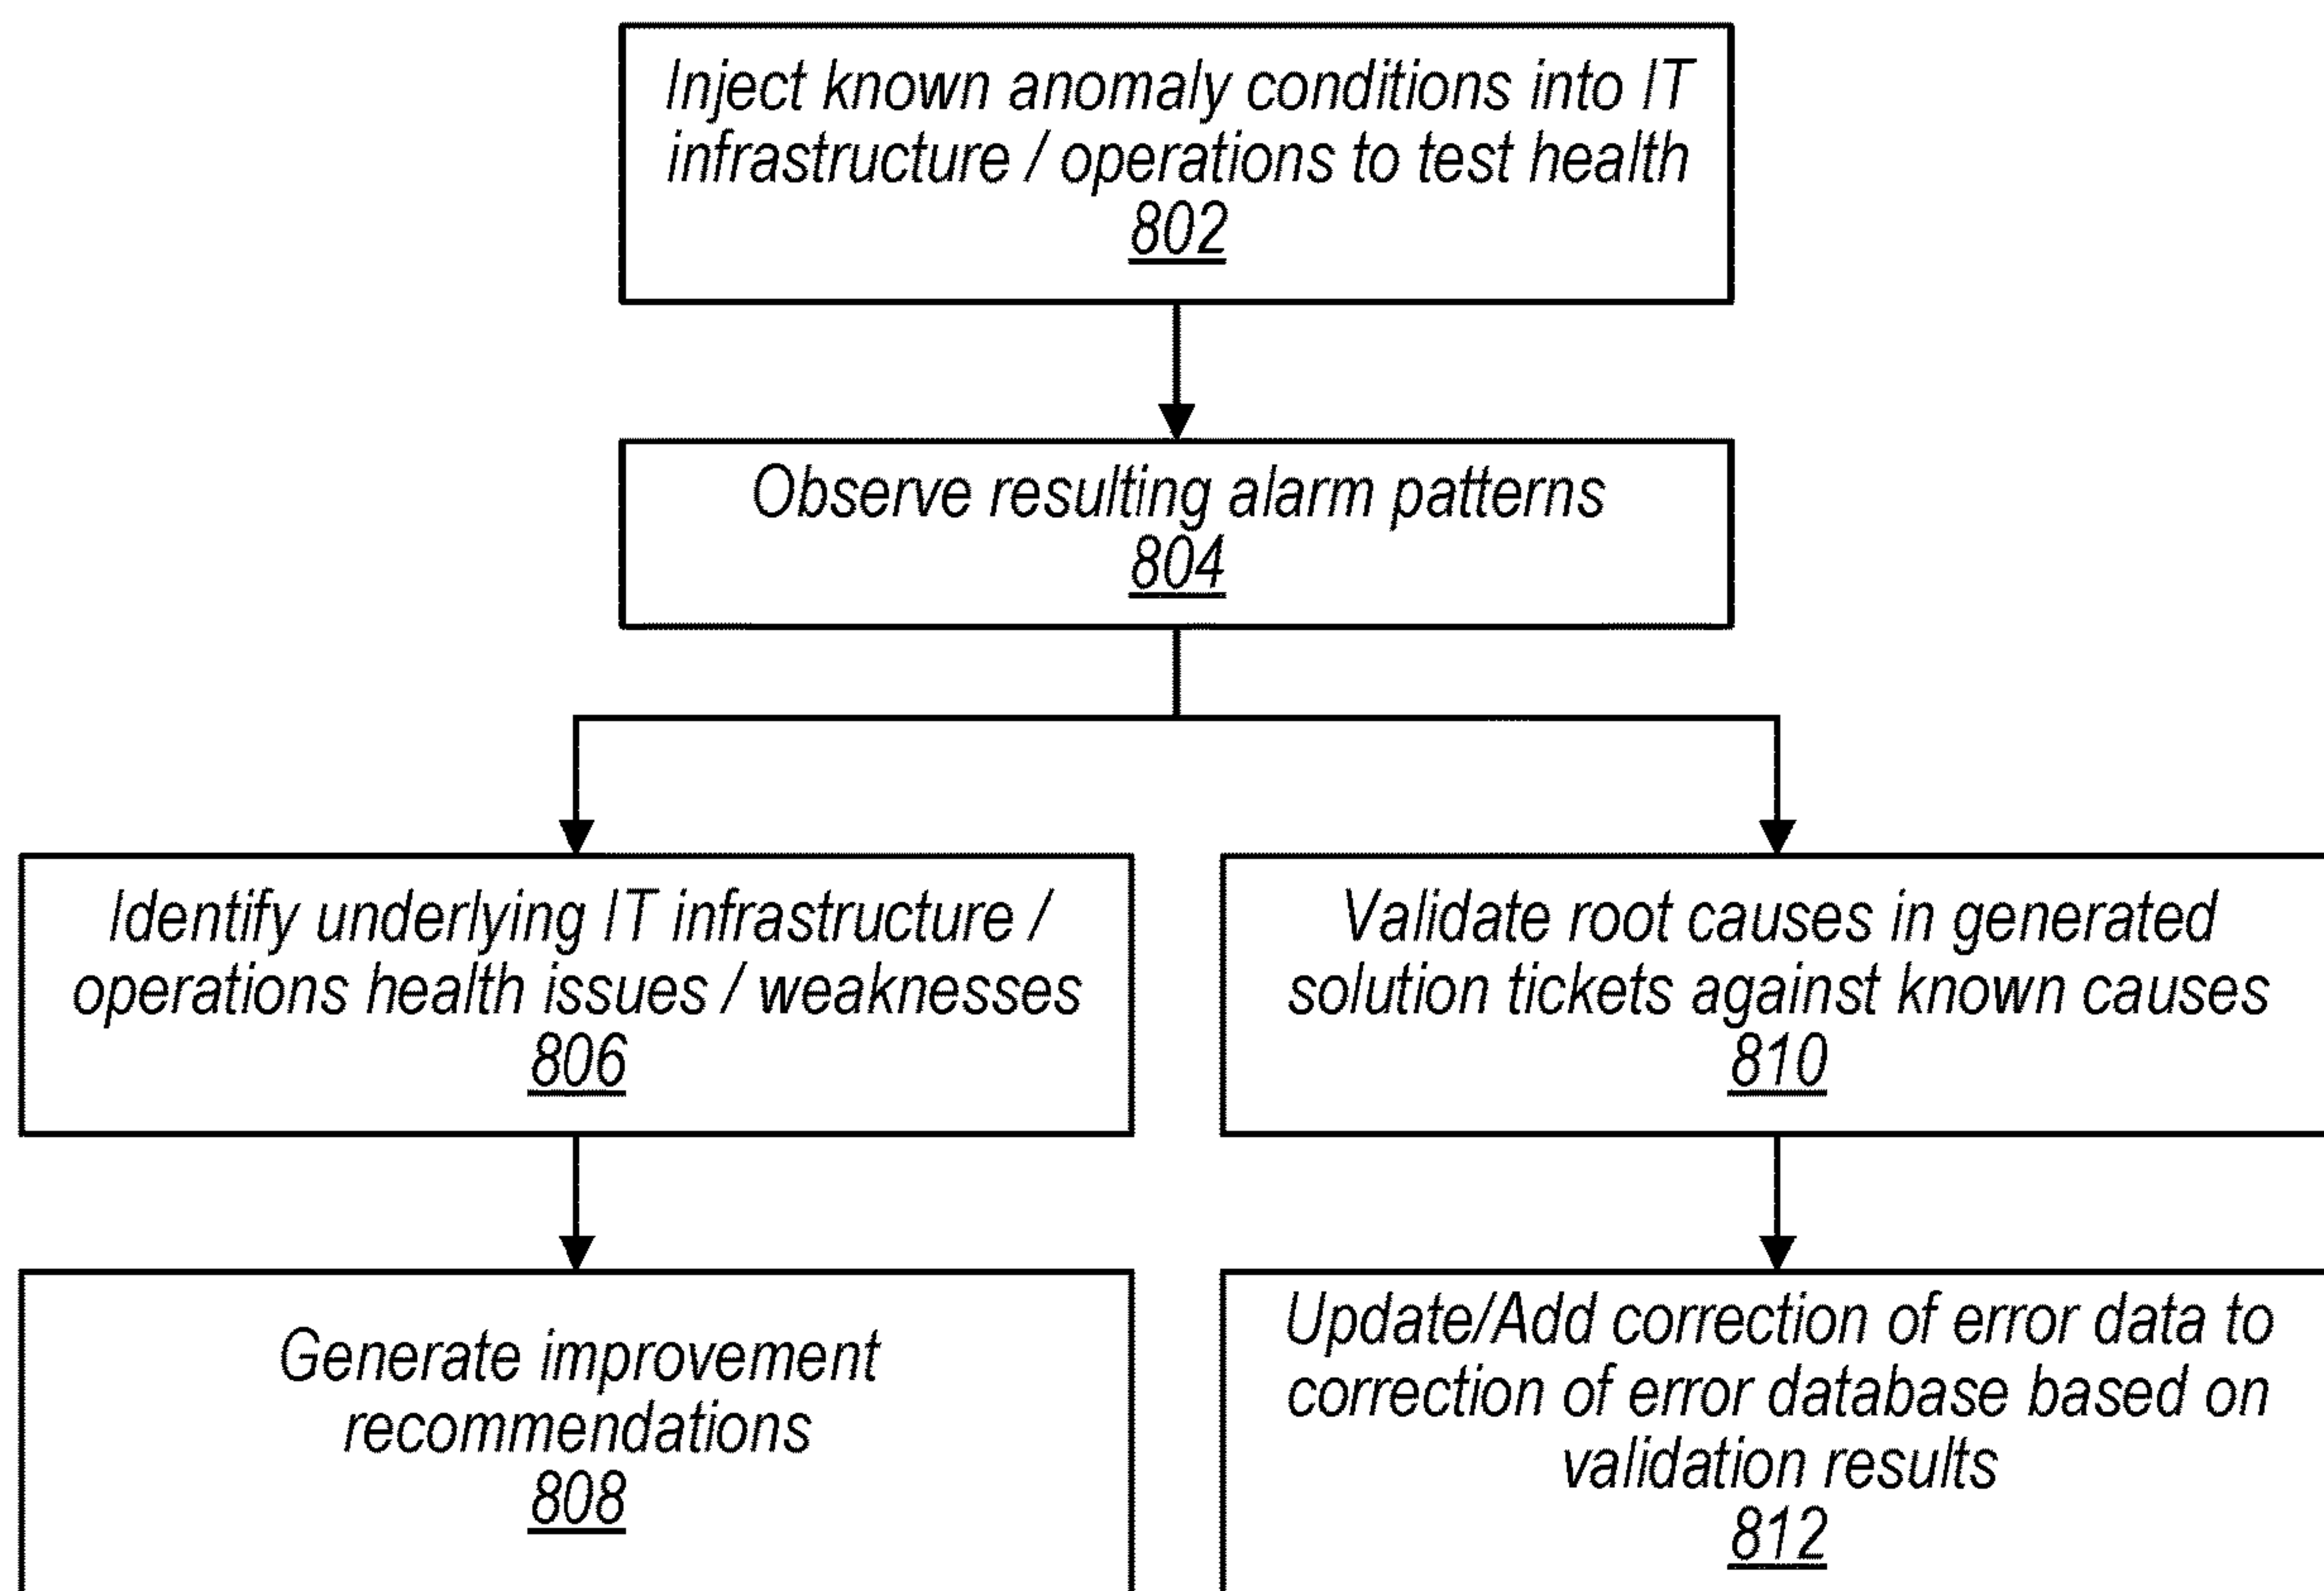 Inject known anomaly conditions into IT
infrastructure / operations to test health
802
Observe resulting alarm patterns
804
Identify underlying IT infrastructure /
operations health issues / weaknesses
806
Validate root causes in generated
solution tickets against known causes
810
Generate improvement
recommendations
808
Update/Add correction of error data to
correction of error database based on
validation results
812